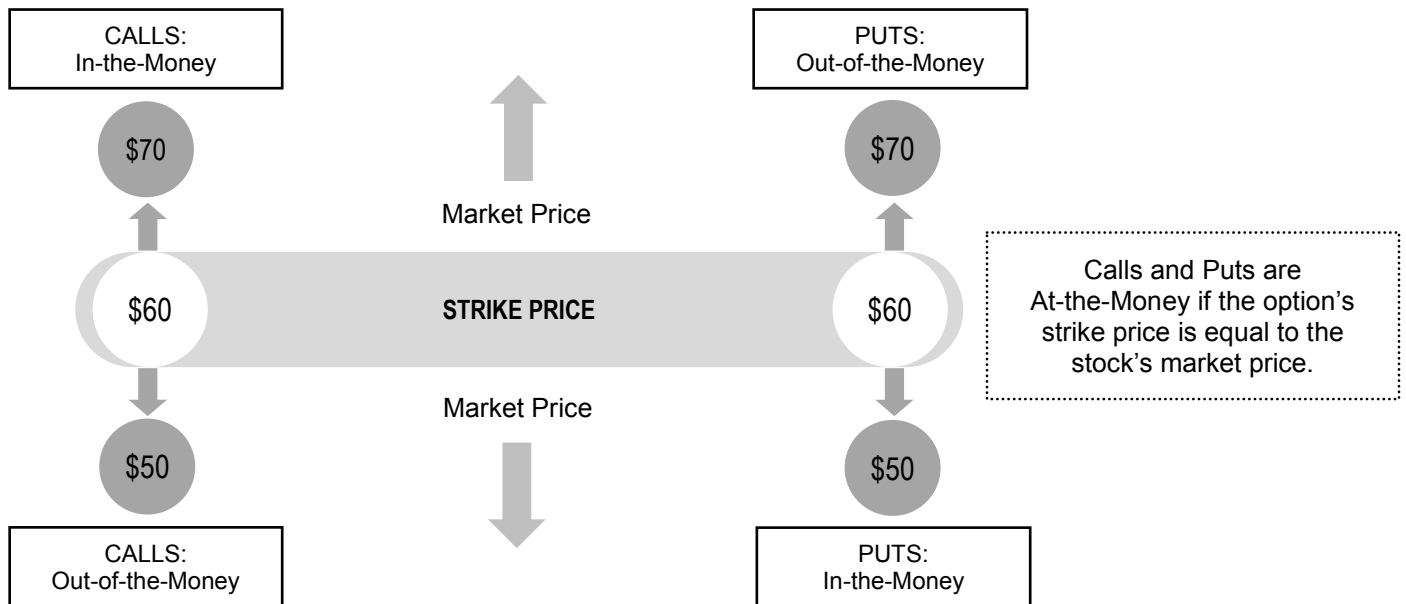 CALLS:
In-the-Money
PUTS:
Out-of-the-Money
$70
$70
Market Price
$60
STRIKE PRICE
$60
Calls and Puts are
At-the-Money if the option’s
strike price is equal to the
stock’s market price.
Market Price
$50
$50
CALLS:
Out-of-the-Money
PUTS:
In-the-Money